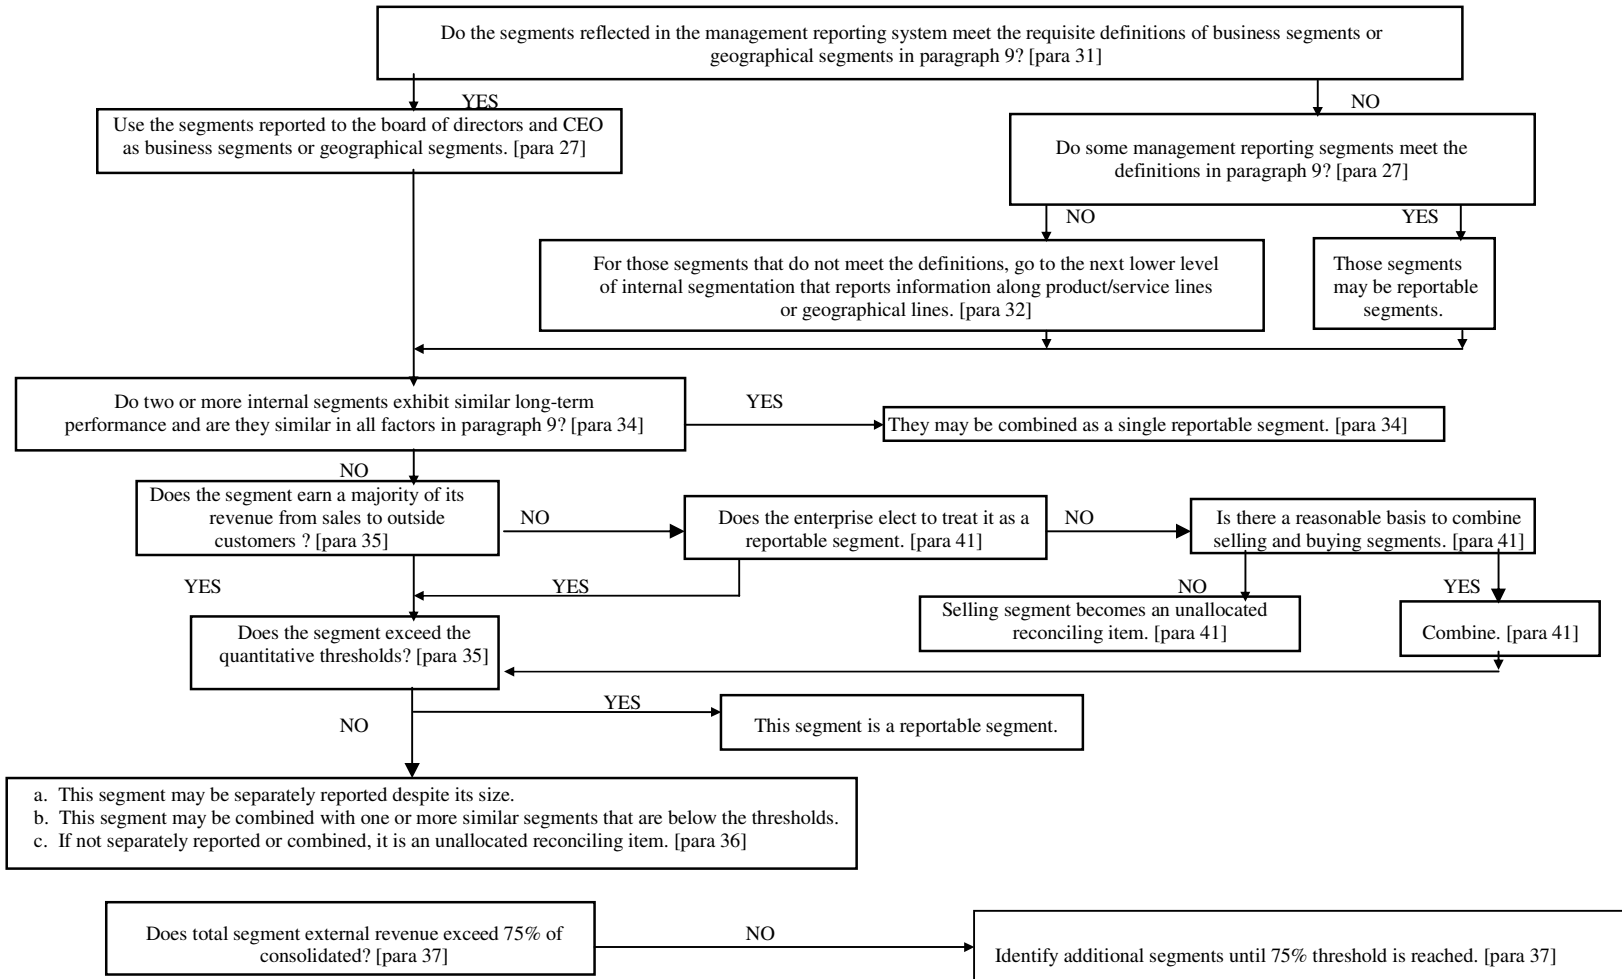 Do the segments reflected in the management reporting system meet the requisite definitions of business segments or
geographical segments in paragraph 9? [para 31]
YES
NO
Use the segments reported to the board of directors and CEO
as business segments or geographical segments. [para 27]
Do some management reporting segments meet the
definitions in paragraph 9? [para 27]
NO
YES
For those segments that do not meet the definitions, go to the next lower level
of internal segmentation that reports information along product/service lines
or geographical lines. [para 32]
Those segments
may be reportable
segments.
Do two or more internal segments exhibit similar long-term
performance and are they similar in all factors in paragraph 9? [para 34]
YES
They may be combined as a single reportable segment. [para 34]
NO
Does the segment earn a majority of its
revenue from sales to outside
customers ? [para 35]
NO
Does the enterprise elect to treat it as a
reportable segment. [para 41]
NO
Is there a reasonable basis to combine
selling and buying segments. [para 41]
YES
YES
NO
YES
Selling segment becomes an unallocated
reconciling item. [para 41]
Combine. [para 41]
Does the segment exceed the
quantitative thresholds? [para 35]
YES
NO
This segment is a reportable segment.
a. This segment may be separately reported despite its size.
b. This segment may be combined with one or more similar segments that are below the thresholds.
c. If not separately reported or combined, it is an unallocated reconciling item. [para 36]
Does total segment external revenue exceed 75% of
consolidated? [para 37]
NO
Identify additional segments until 75% threshold is reached. [para 37]